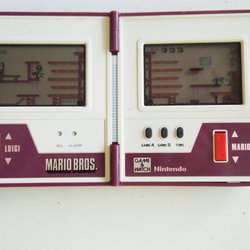 LUIGI
ACL ALARM
MARIO BROS.
GAME A GAME B TIME
GAME & WATCH
Nintendo
MARIO